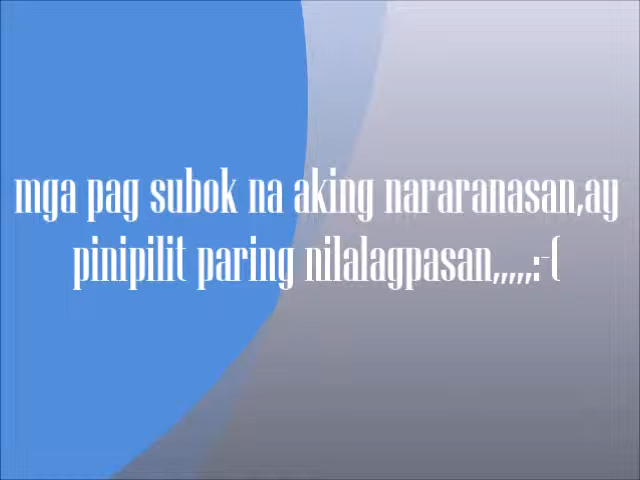 mga pag subok na aking nararanasan,ay
pinipilit paring nilalagpasan,,,,,:-(